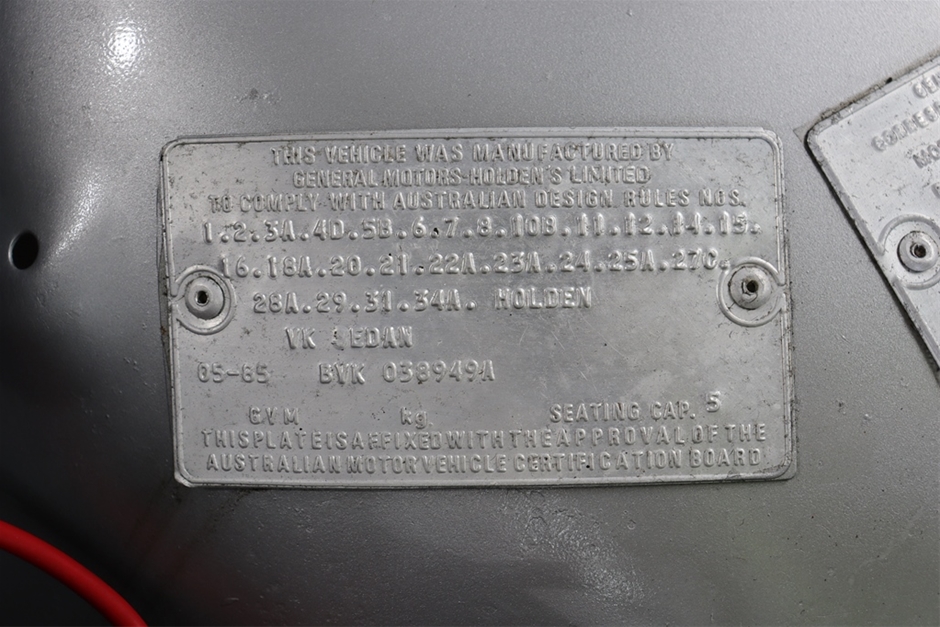 THIS VEHICLE WAS MANUFACTURED BY
GENERAL MOTORS-HOLDEN'S LIMITED
TO COMPLY WITH AUSTRALIAN DESIGN RULES NOS.
1.2.3A.4D.5B.6.7.8.10B.11.12.14.15.
16.18A.20.21.22A.23A.24.25A.27C.
28A.29.31.34A. HOLDEN
VK SEDAN
05-85 BVK 038949A
GVM kg. SEATING CAP. 5
THIS PLATE IS AFFIXED WITH THE APPROVAL OF THE
AUSTRALIAN MOTOR VEHICLE CERTIFICATION BOARD